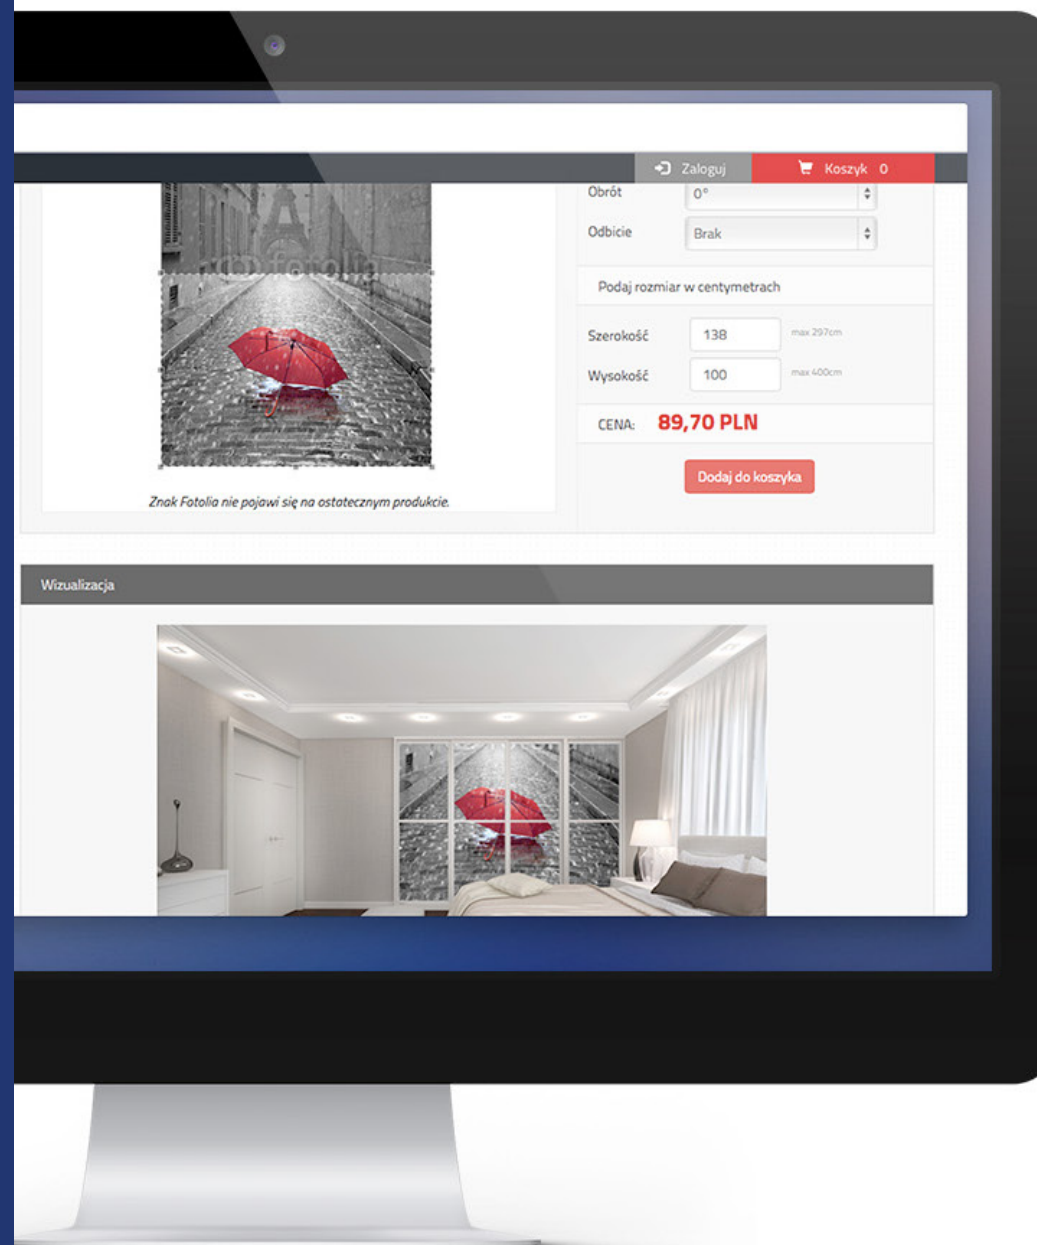 Zaloguj
Koszyk 0
Obrót 0°
Odbicie Brak
fotolia
Podaj rozmiar w centymetrach
Szerokość 138 max 297cm
Wysokość 100 max 400cm
CENA: 89,70 PLN
Dodaj do koszyka
Znak Fotolia nie pojawi się na ostatecznym produkcie.
Wizualizacja